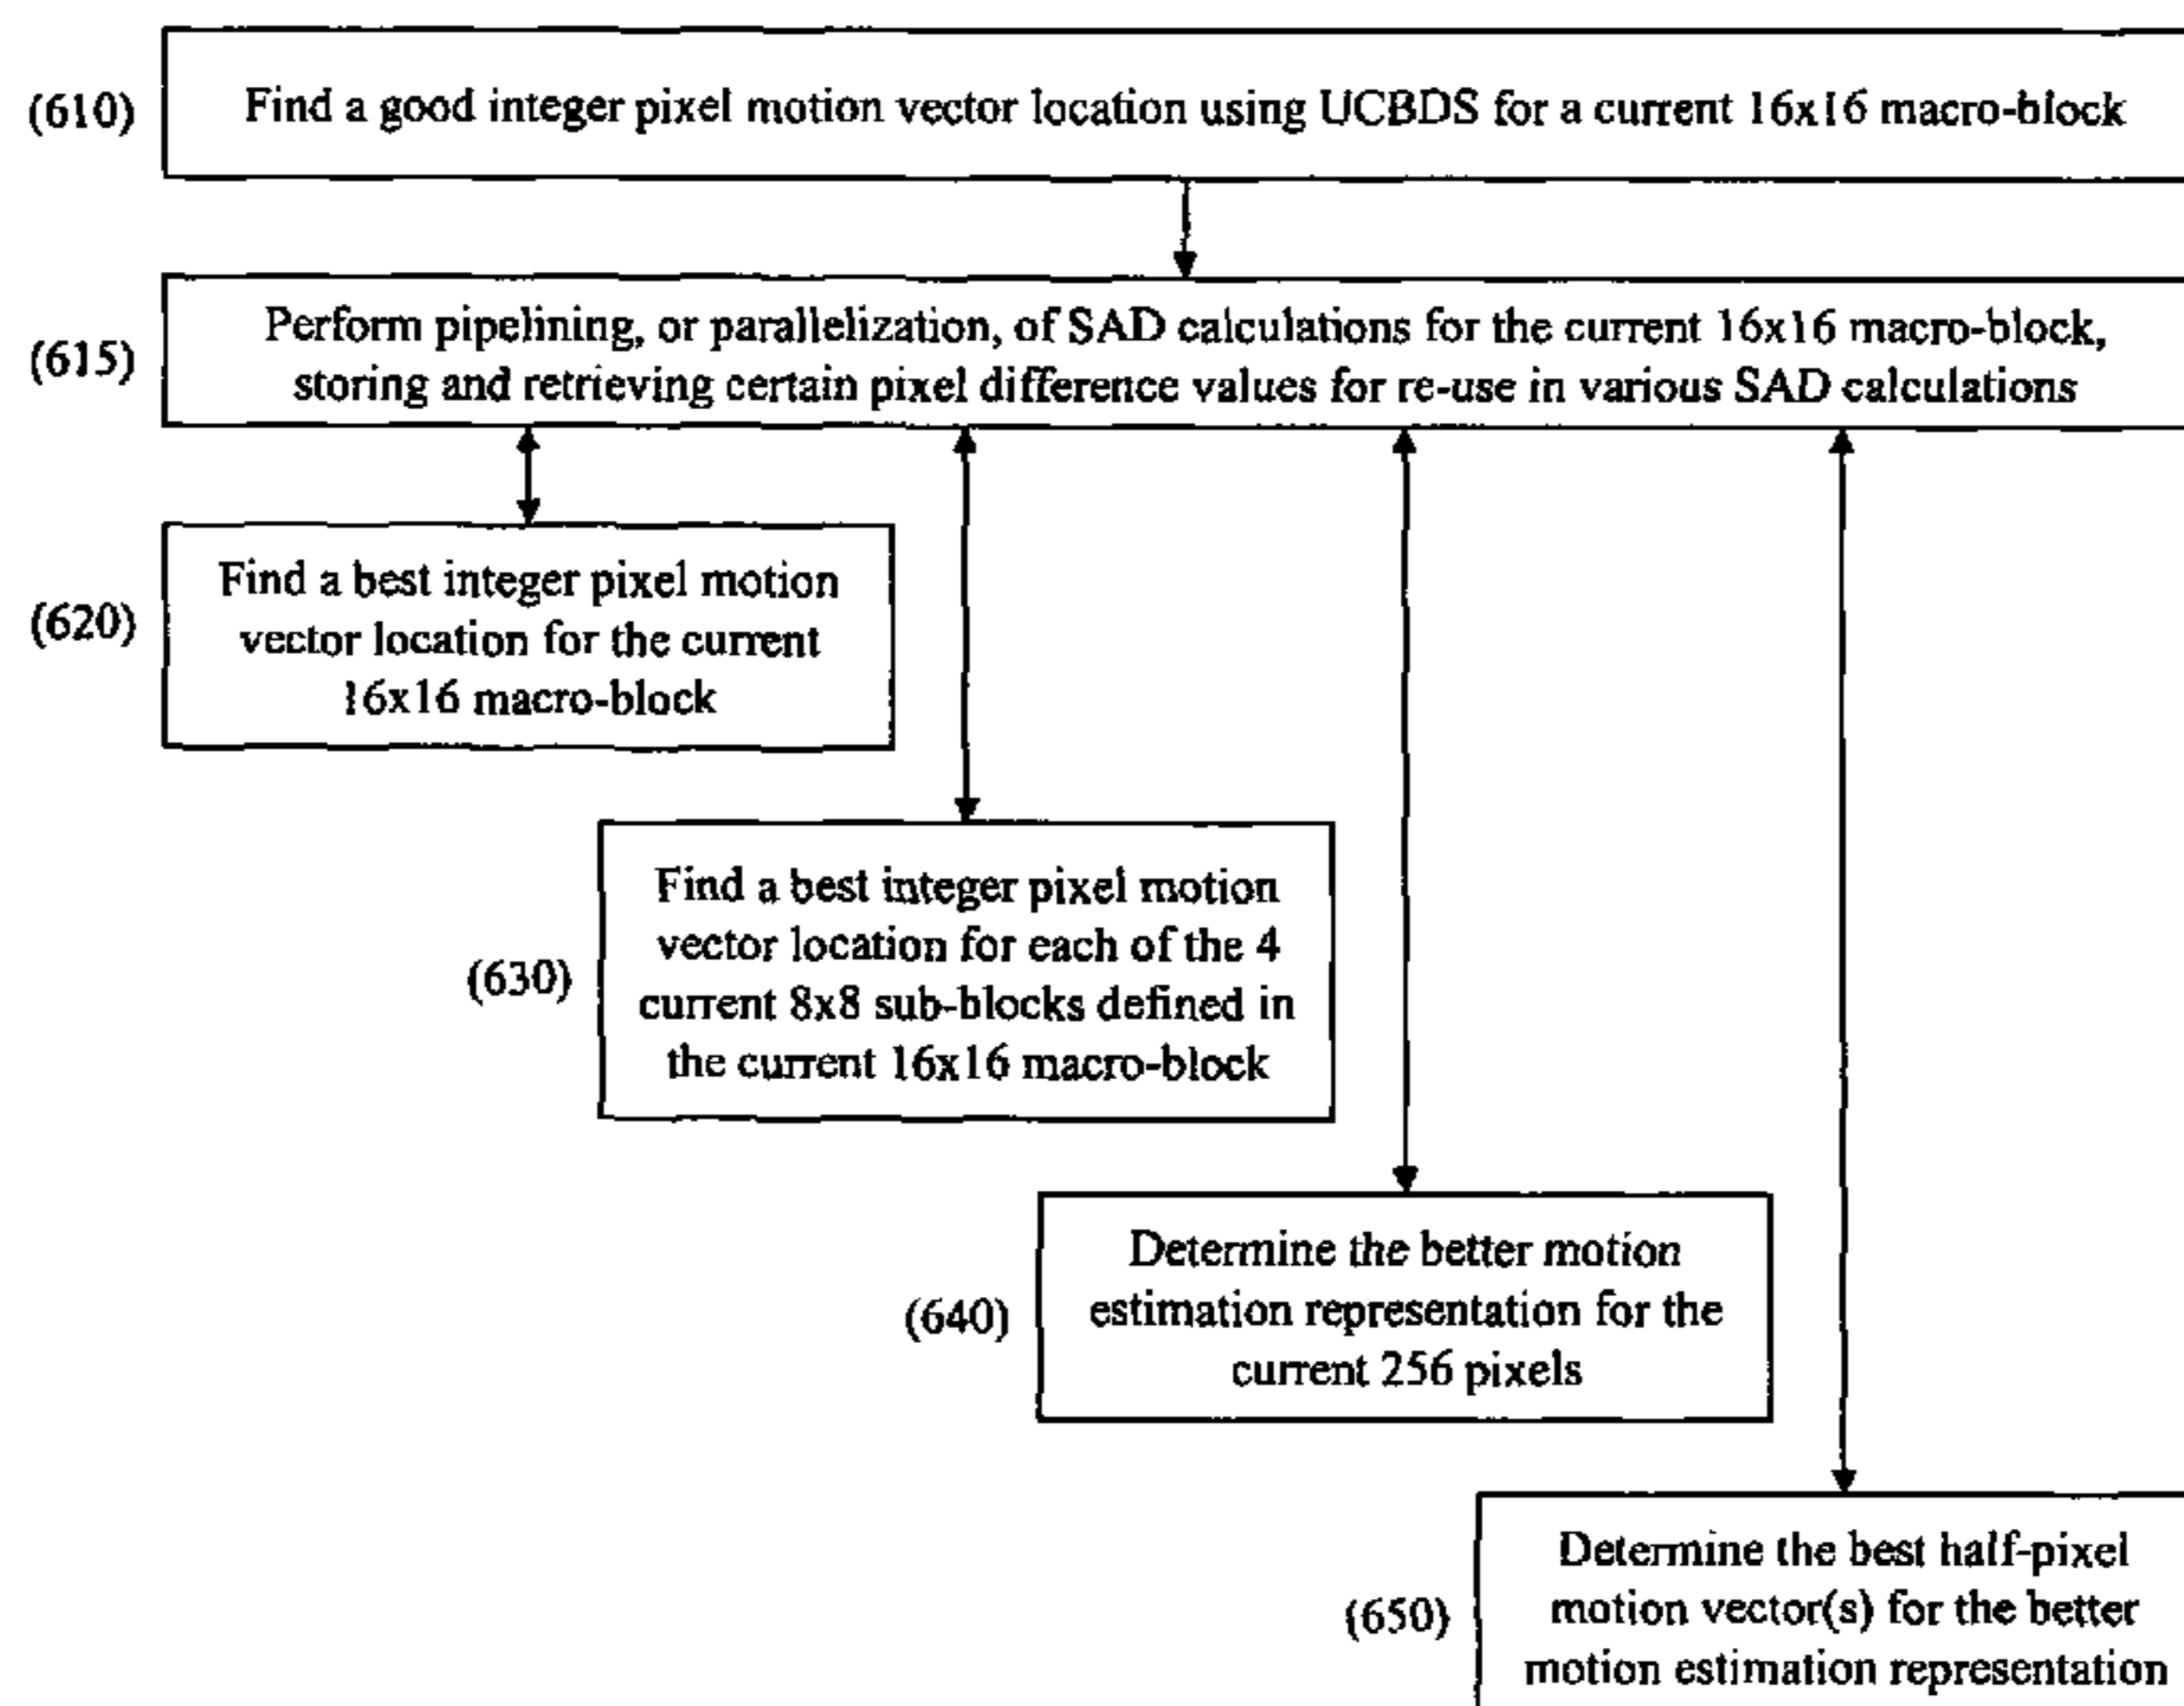 (610)
Find a good integer pixel motion vector location using UCBDS for a current 16x16 macro-block
(615)
Perform pipelining, or parallelization, of SAD calculations for the current 16x16 macro-block,
storing and retrieving certain pixel difference values for re-use in various SAD calculations
(620)
Find a best integer pixel motion
vector location for the current
16x16 macro-block
(630)
Find a best integer pixel motion
vector location for each of the 4
current 8x8 sub-blocks defined in
the current 16x16 macro-block
(640)
Determine the better motion
estimation representation for the
current 256 pixels
(650)
Determine the best half-pixel
motion vector(s) for the better
motion estimation representation